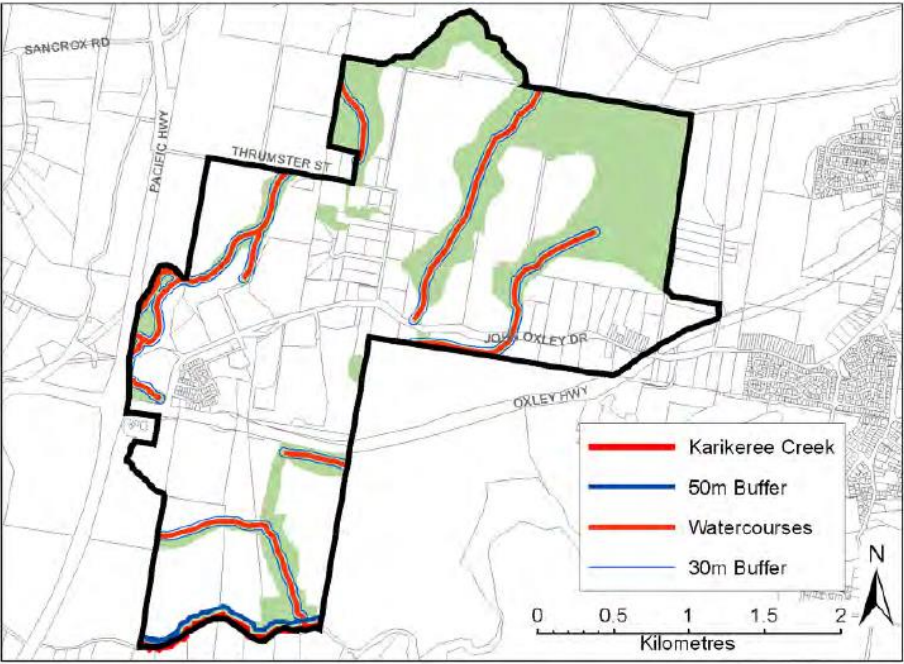 SANCROX RD
PACIFIC HWY
THRUMSTER ST
JOHN OXLEY DR
OXLEY HWY
Karikeree Creek
50m Buffer
Watercourses
30m Buffer
N
0 0.5 1 1.5 2
Kilometres